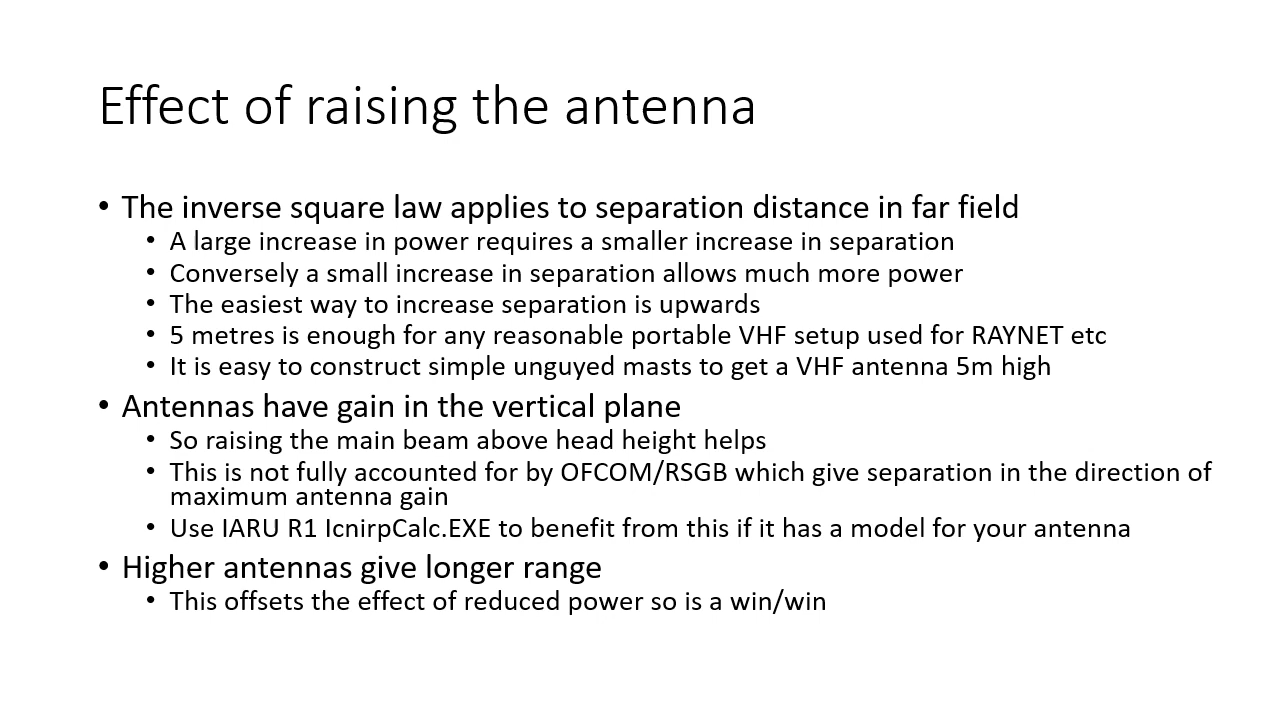 Effect of raising the antenna
• The inverse square law applies to separation distance in far field
• A large increase in power requires a smaller increase in separation
• Conversely a small increase in separation allows much more power
• The easiest way to increase separation is upwards
• 5 metres is enough for any reasonable portable VHF setup used for RAYNET etc
• It is easy to construct simple unguyed masts to get a VHF antenna 5m high
• Antennas have gain in the vertical plane
• So raising the main beam above head height helps
• This is not fully accounted for by OFCOM/RSGB which give separation in the direction of
maximum antenna gain
• Use IARU R1 IcnirpCalc.EXE to benefit from this if it has a model for your antenna
• Higher antennas give longer range
• This offsets the effect of reduced power so is a win/win